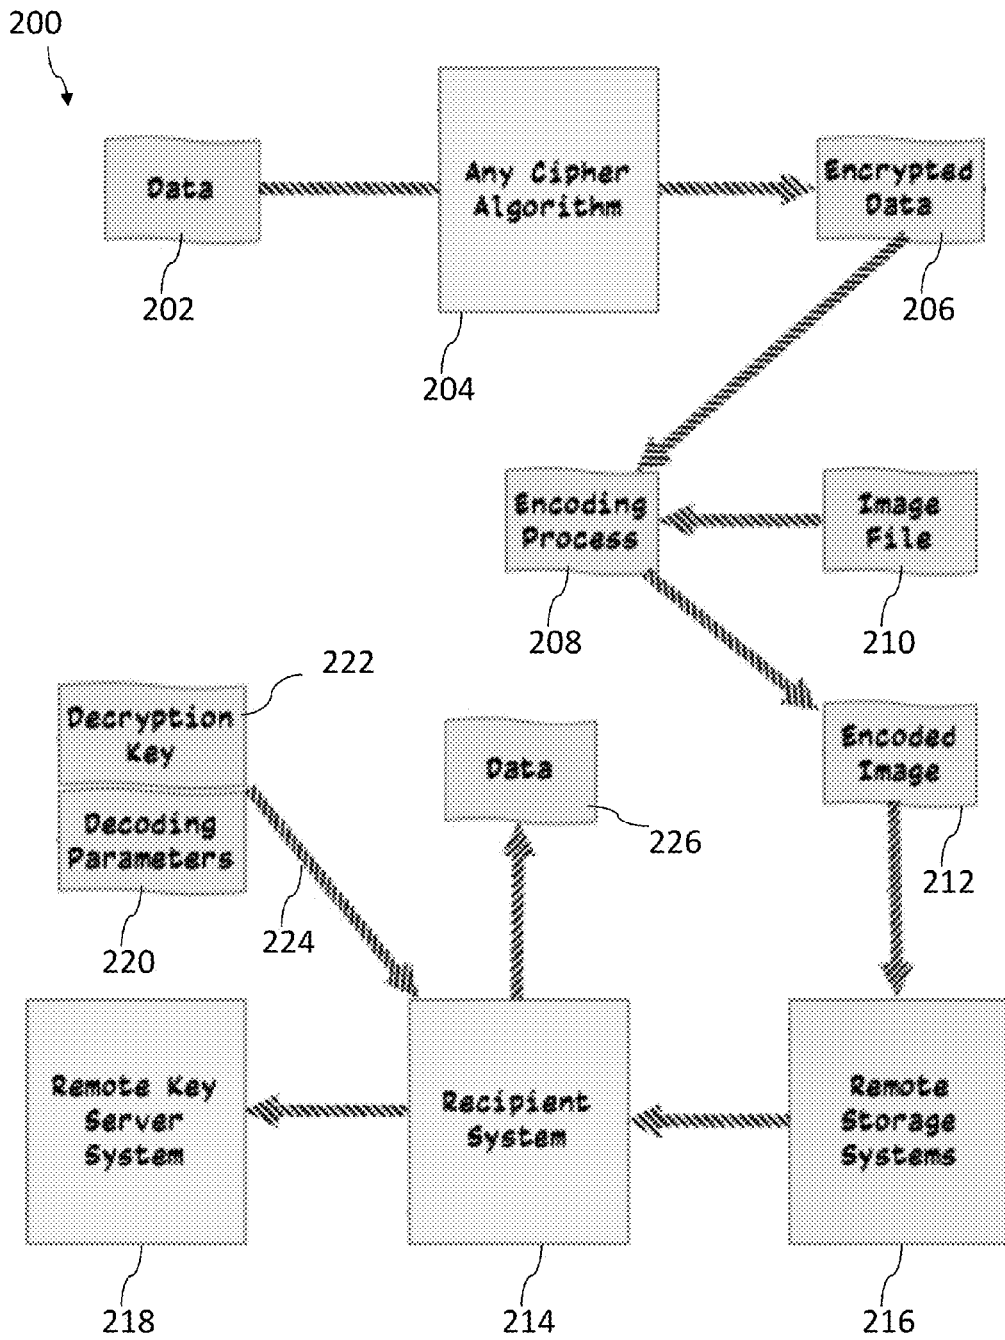 200
Data
202
Any Cipher
Algorithm
204
Encrypted
Data
206
Encoding
Process
208
Image
File
210
222
Decryption
Key
Decoding
Parameters
220
224
Data
226
Encoded
Image
212
Remote Key
Server
System
218
Recipient
System
214
Remote
Storage
Systems
216